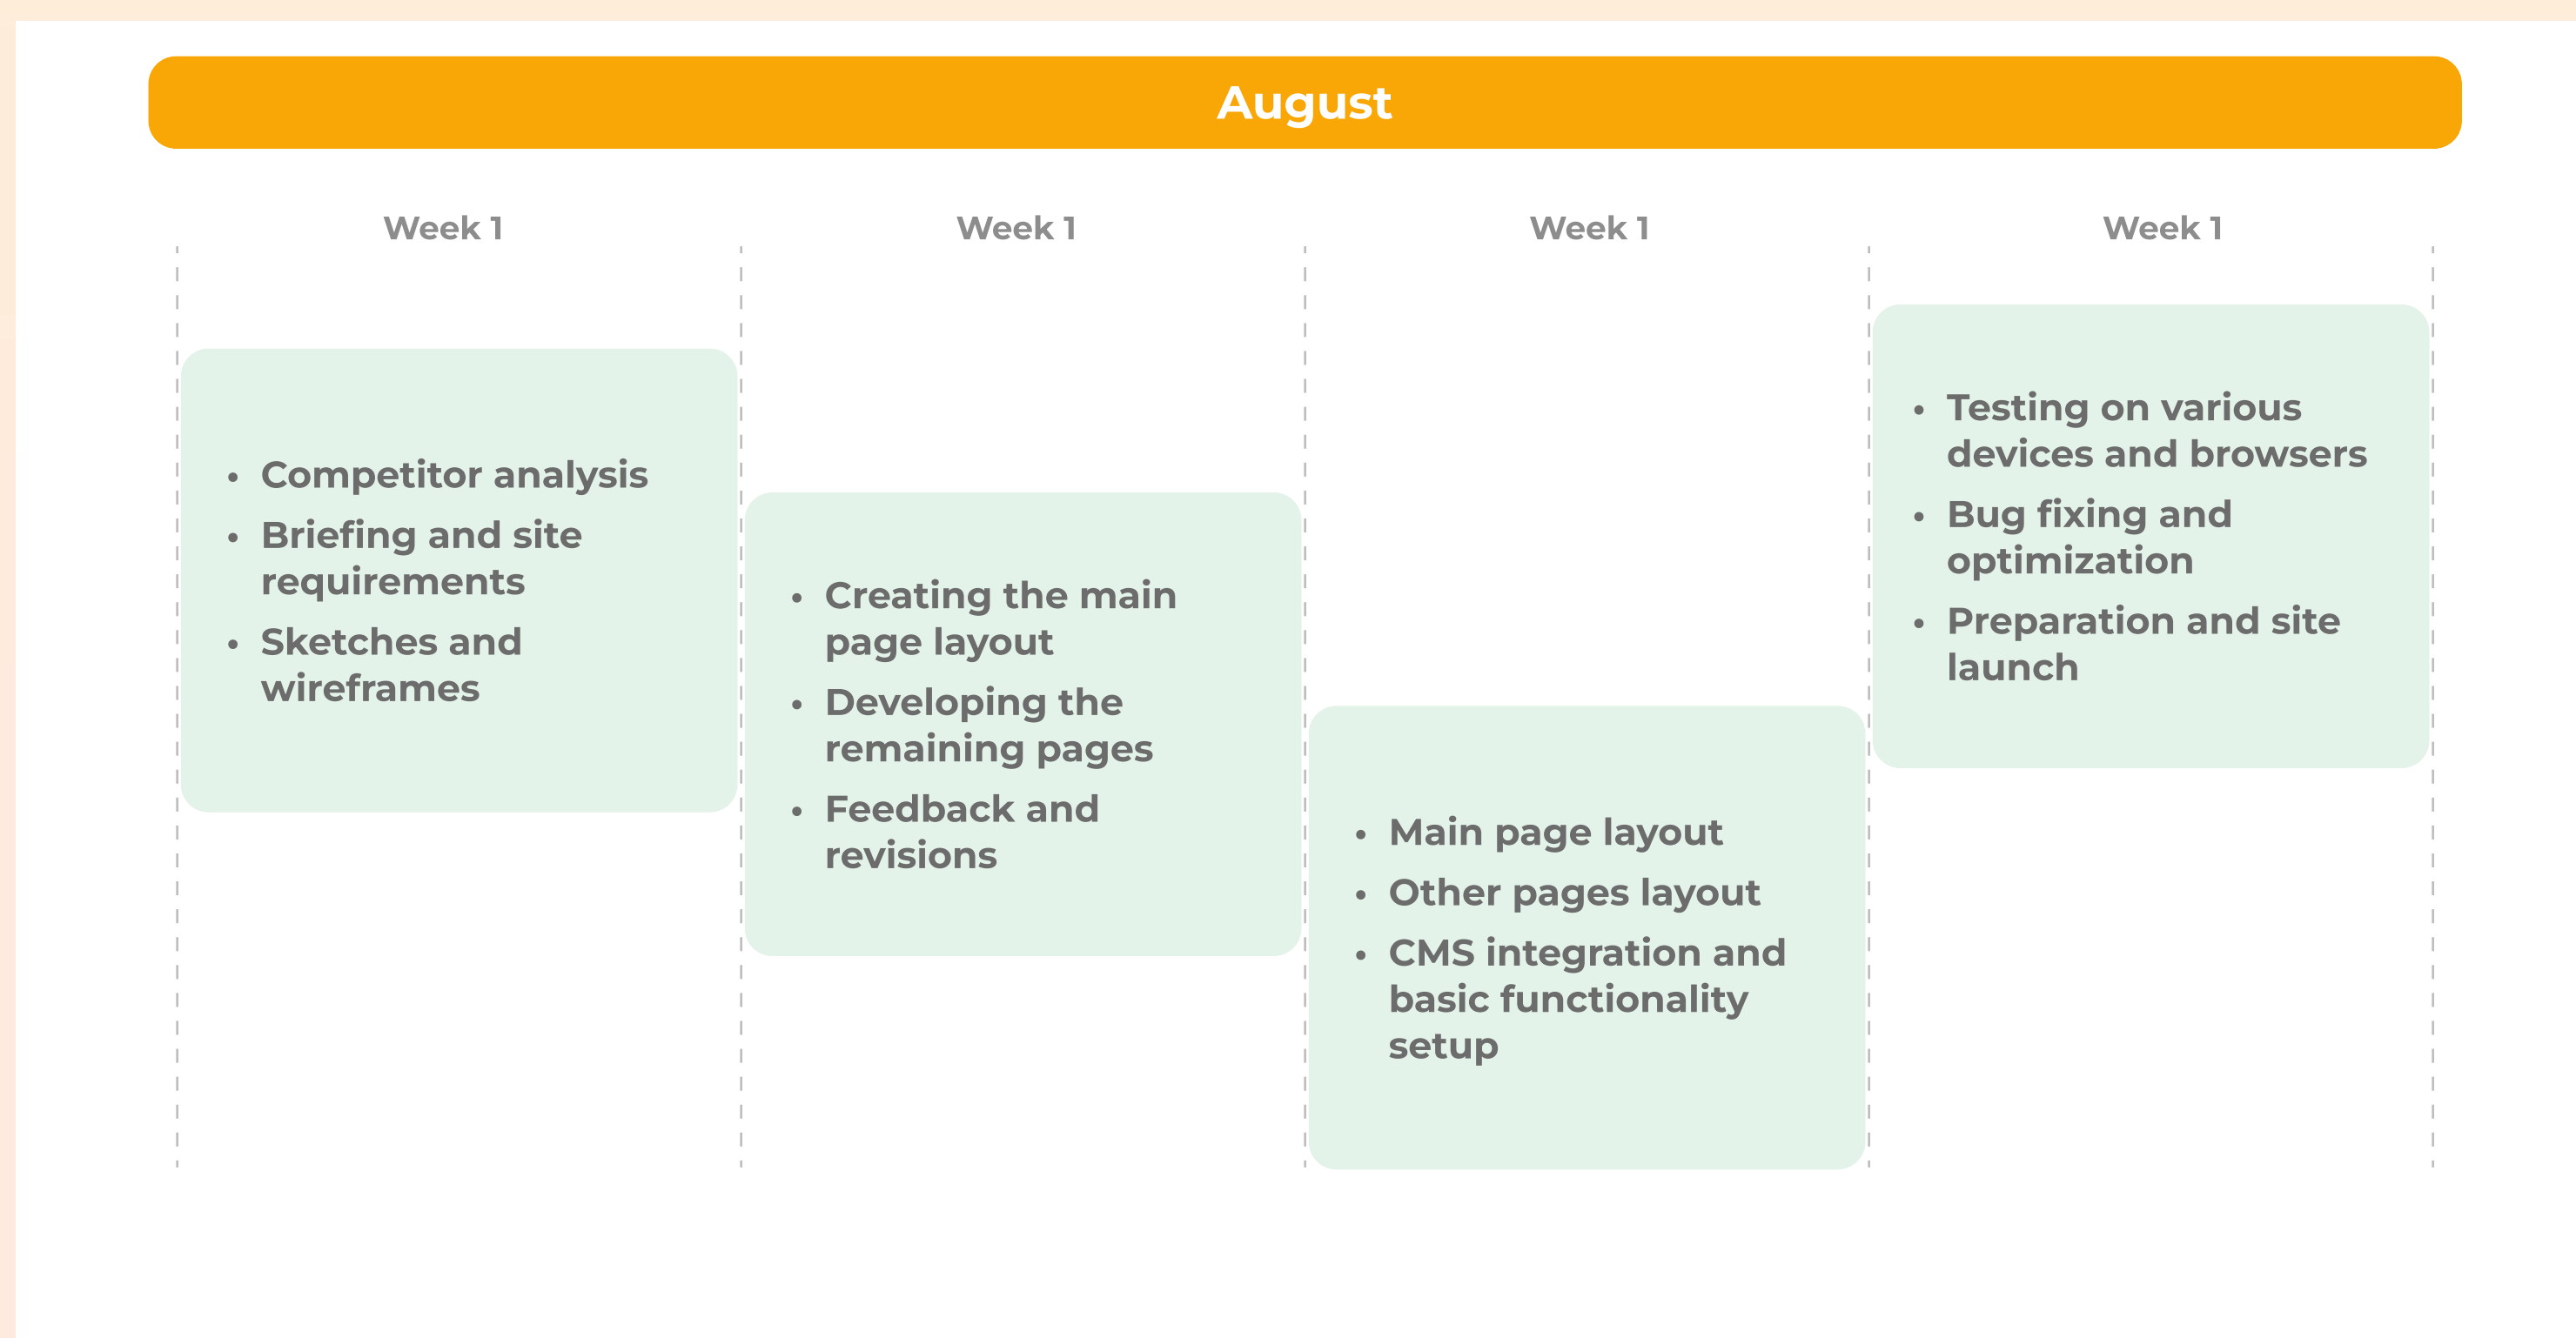 August
Week 1
Week 1
Week 1
Week 1
• Competitor analysis
• Briefing and site
requirements
• Sketches and
wireframes
• Creating the main
page layout
• Developing the
remaining pages
• Feedback and
revisions
• Main page layout
• Other pages layout
• CMS integration and
basic functionality
setup
• Testing on various
devices and browsers
• Bug fixing and
optimization
• Preparation and site
launch